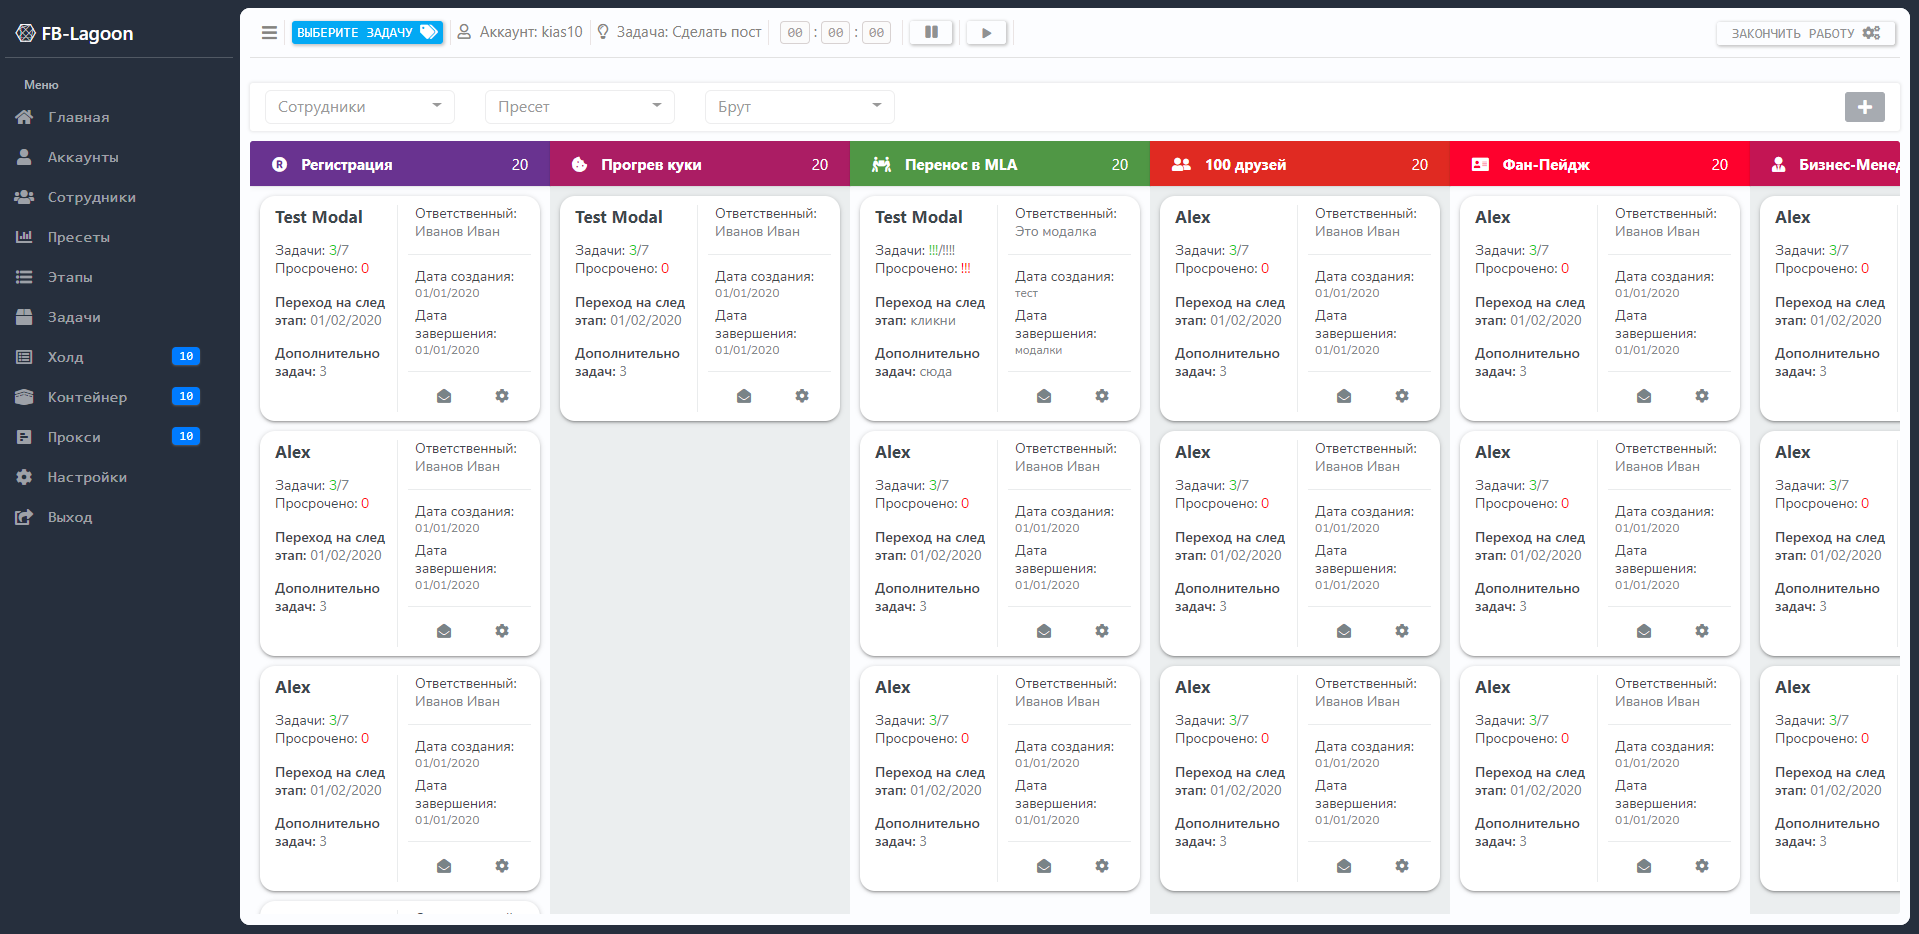 FB-Lagoon
Меню
Главная
Аккаунты
Сотрудники
Пресеты
Этапы
Задачи
Холд 10
Контейнер 10
Прокси 10
Настройки
Выход
ВЫБЕРИТЕ ЗАДАЧУ Аккаунт: kias10 Задача: Сделать пост 00 : 00 : 00 ЗАКОНЧИТЬ РАБОТУ
Сотрудники Пресет Брут
Регистрация 20
Test Modal
Задачи: 3/7
Просрочено: 0
Переход на след
этап: 01/02/2020
Дополнительно
задач: 3
Ответственный:
Иванов Иван
Дата создания:
01/01/2020
Дата
завершения:
01/01/2020
Alex
Задачи: 3/7
Просрочено: 0
Переход на след
этап: 01/02/2020
Дополнительно
задач: 3
Ответственный:
Иванов Иван
Дата создания:
01/01/2020
Дата
завершения:
01/01/2020
Alex
Задачи: 3/7
Просрочено: 0
Переход на след
этап: 01/02/2020
Дополнительно
задач: 3
Ответственный:
Иванов Иван
Дата создания:
01/01/2020
Дата
завершения:
01/01/2020
Прогрев куки 20
Test Modal
Задачи: 3/7
Просрочено: 0
Переход на след
этап: 01/02/2020
Дополнительно
задач: 3
Ответственный:
Иванов Иван
Дата создания:
01/01/2020
Дата
завершения:
01/01/2020
Перенос в MLA 20
Test Modal
Задачи: !!!/!!!!
Просрочено: !!!
Переход на след
этап: кликни
Дополнительно
задач: сюда
Ответственный:
Это модалка
Дата создания:
тест
Дата
завершения:
модалки
Alex
Задачи: 3/7
Просрочено: 0
Переход на след
этап: 01/02/2020
Дополнительно
задач: 3
Ответственный:
Иванов Иван
Дата создания:
01/01/2020
Дата
завершения:
01/01/2020
Alex
Задачи: 3/7
Просрочено: 0
Переход на след
этап: 01/02/2020
Дополнительно
задач: 3
Ответственный:
Иванов Иван
Дата создания:
01/01/2020
Дата
завершения:
01/01/2020
100 друзей 20
Alex
Задачи: 3/7
Просрочено: 0
Переход на след
этап: 01/02/2020
Дополнительно
задач: 3
Ответственный:
Иванов Иван
Дата создания:
01/01/2020
Дата
завершения:
01/01/2020
Alex
Задачи: 3/7
Просрочено: 0
Переход на след
этап: 01/02/2020
Дополнительно
задач: 3
Ответственный:
Иванов Иван
Дата создания:
01/01/2020
Дата
завершения:
01/01/2020
Alex
Задачи: 3/7
Просрочено: 0
Переход на след
этап: 01/02/2020
Дополнительно
задач: 3
Ответственный:
Иванов Иван
Дата создания:
01/01/2020
Дата
завершения:
01/01/2020
Фан-Пейдж 20
Alex
Задачи: 3/7
Просрочено: 0
Переход на след
этап: 01/02/2020
Дополнительно
задач: 3
Ответственный:
Иванов Иван
Дата создания:
01/01/2020
Дата
завершения:
01/01/2020
Alex
Задачи: 3/7
Просрочено: 0
Переход на след
этап: 01/02/2020
Дополнительно
задач: 3
Ответственный:
Иванов Иван
Дата создания:
01/01/2020
Дата
завершения:
01/01/2020
Alex
Задачи: 3/7
Просрочено: 0
Переход на след
этап: 01/02/2020
Дополнительно
задач: 3
Ответственный:
Иванов Иван
Дата создания:
01/01/2020
Дата
завершения:
01/01/2020
Бизнес-Менед
Alex
Задачи: 3/7
Просрочено: 0
Переход на след
этап: 01/02/2020
Дополнительно
задач: 3
Alex
Задачи: 3/7
Просрочено: 0
Переход на след
этап: 01/02/2020
Дополнительно
задач: 3
Alex
Задачи: 3/7
Просрочено: 0
Переход на след
этап: 01/02/2020
Дополнительно
задач: 3